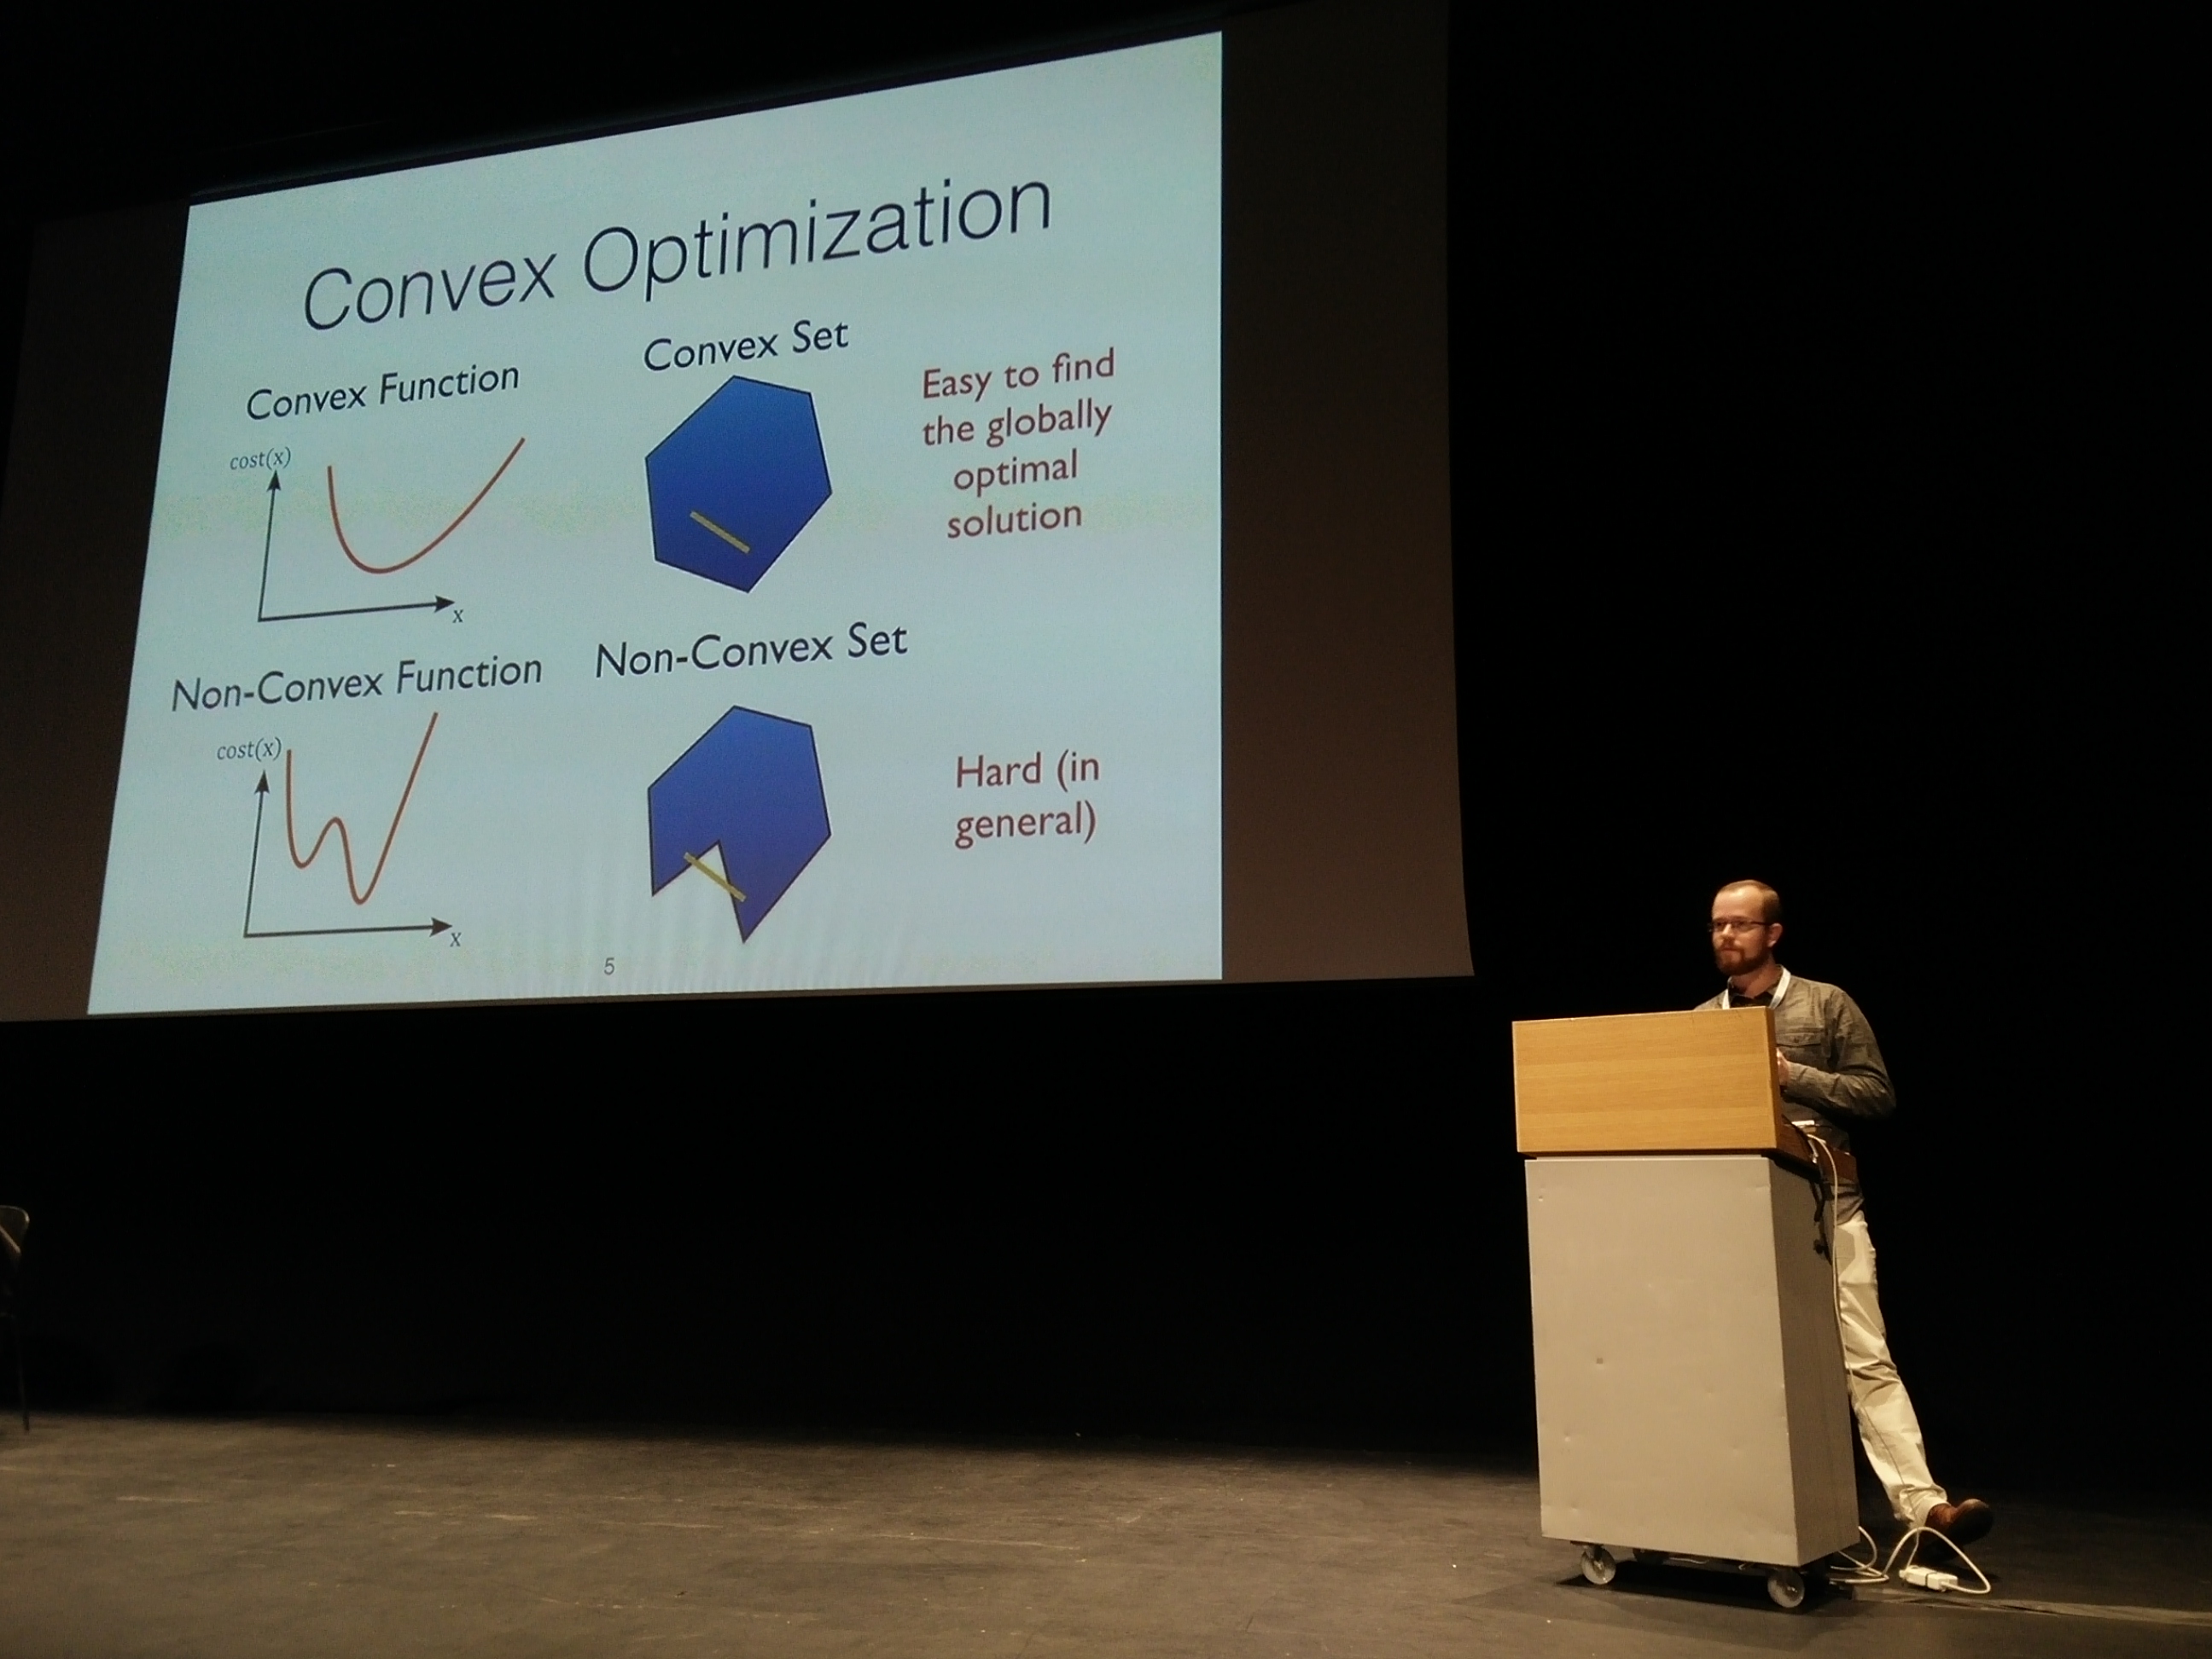 Convex Optimization
Convex Function
Convex Set
cost(x)
x
Easy to find
the globally
optimal
solution
Non-Convex Function
Non-Convex Set
cost(x)
x
Hard (in
general)
5